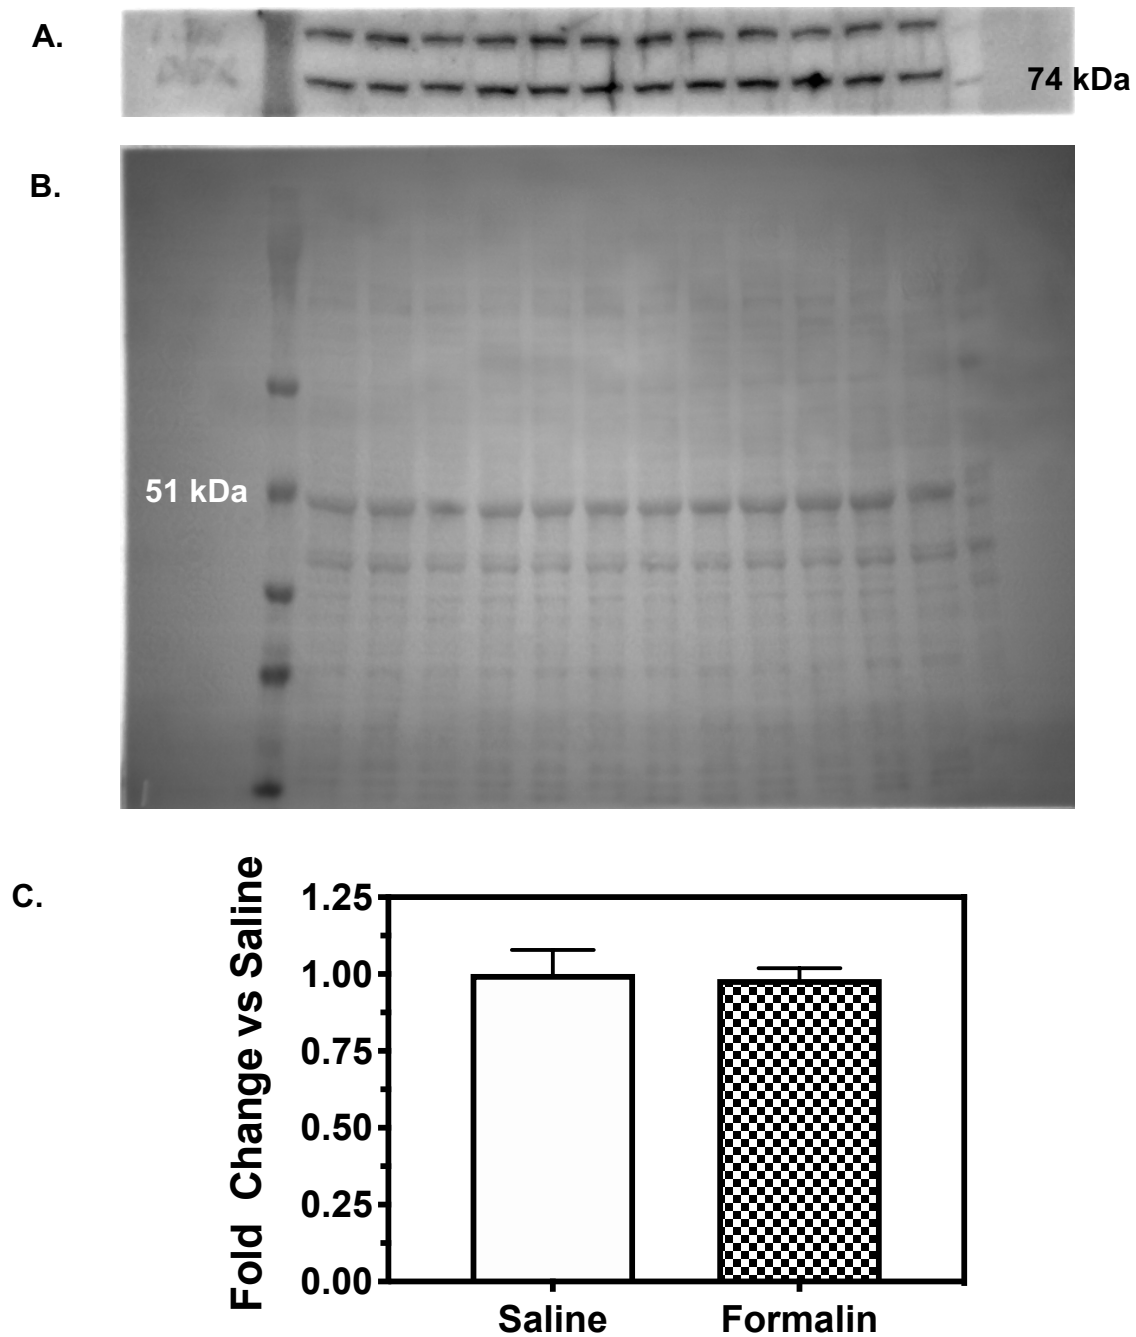 A.
74 kDa
B.
51 kDa
C.
Fold Change vs Saline
1.25
1.00
0.75
0.50
0.25
0.00
Saline
Formalin